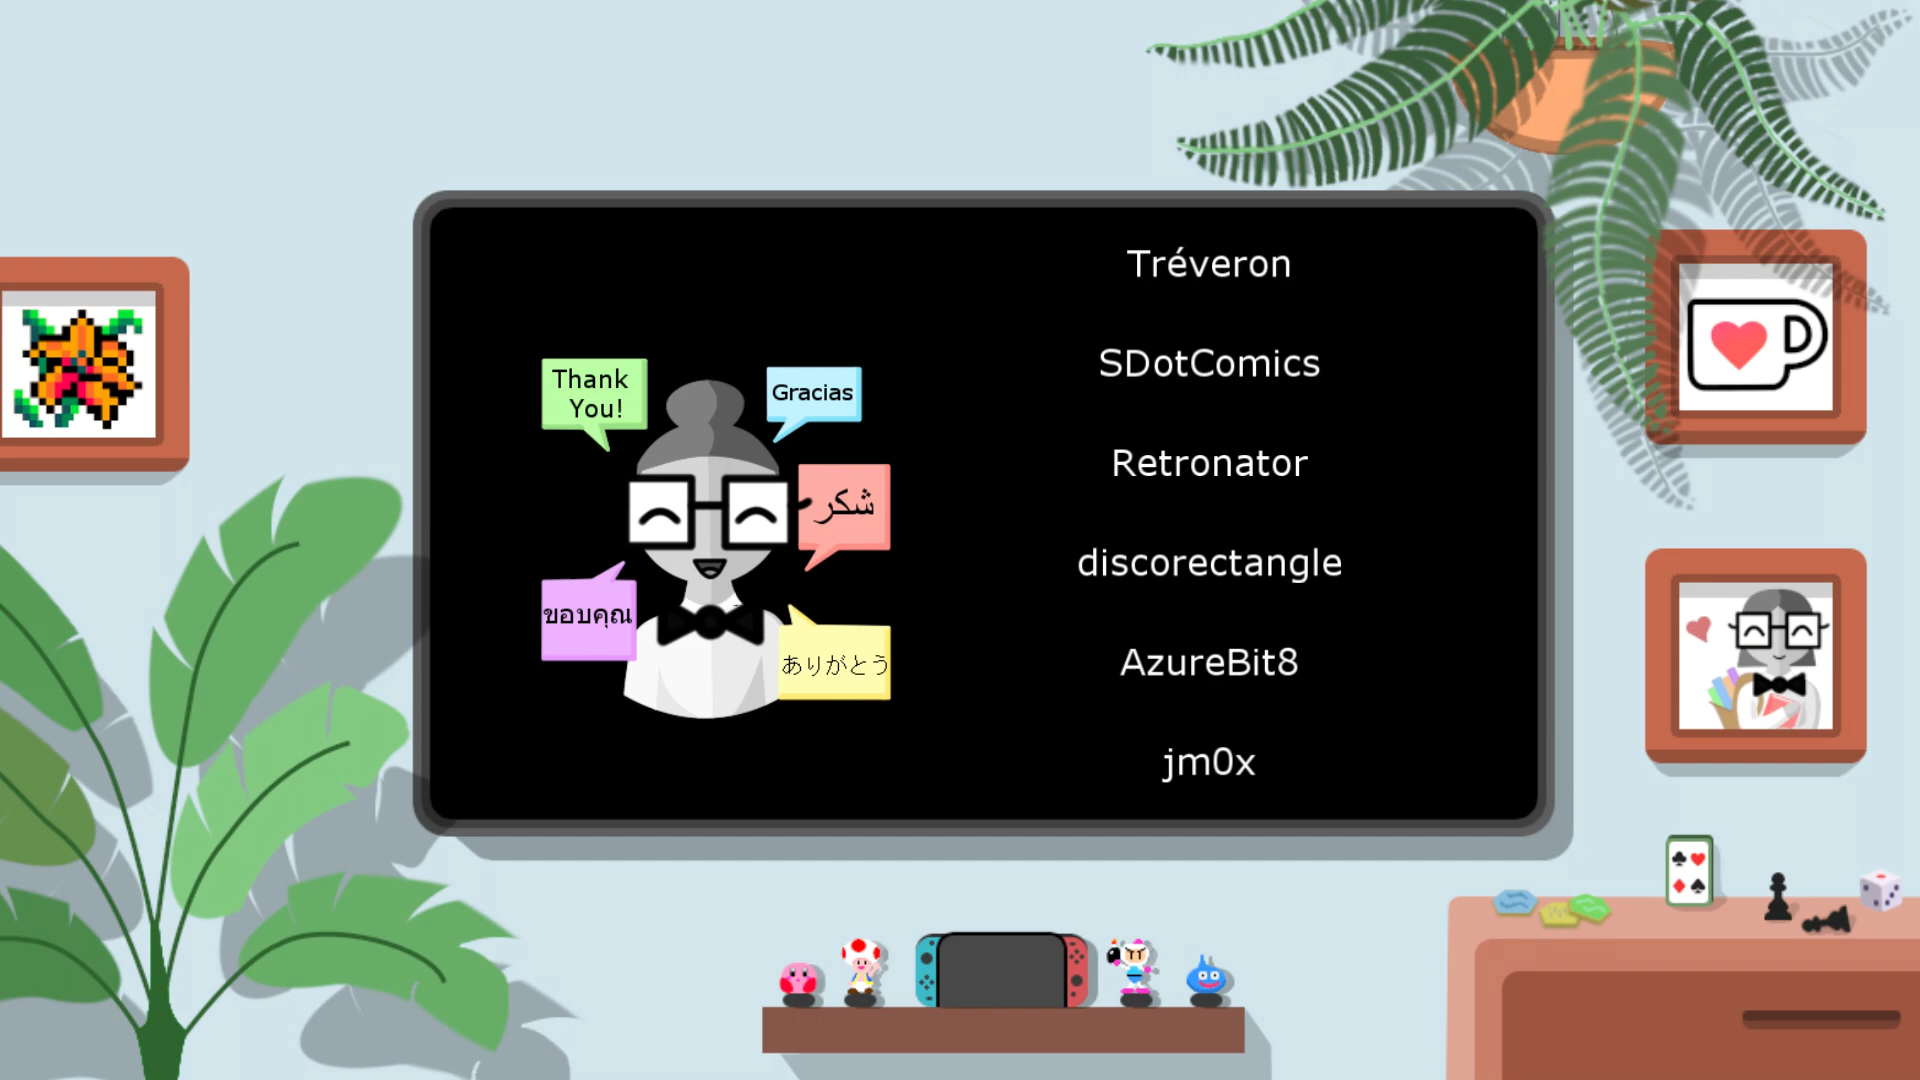 Thank
You!
Gracias
شكر
ขอบคุณ
ありがとう
Tréveron
SDotComics
Retronator
discorectangle
AzureBit8
jm0x